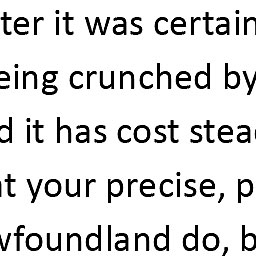 ter it was certain
eing crunched by
d it has cost stea
t your precise, p
wfoundland do, b